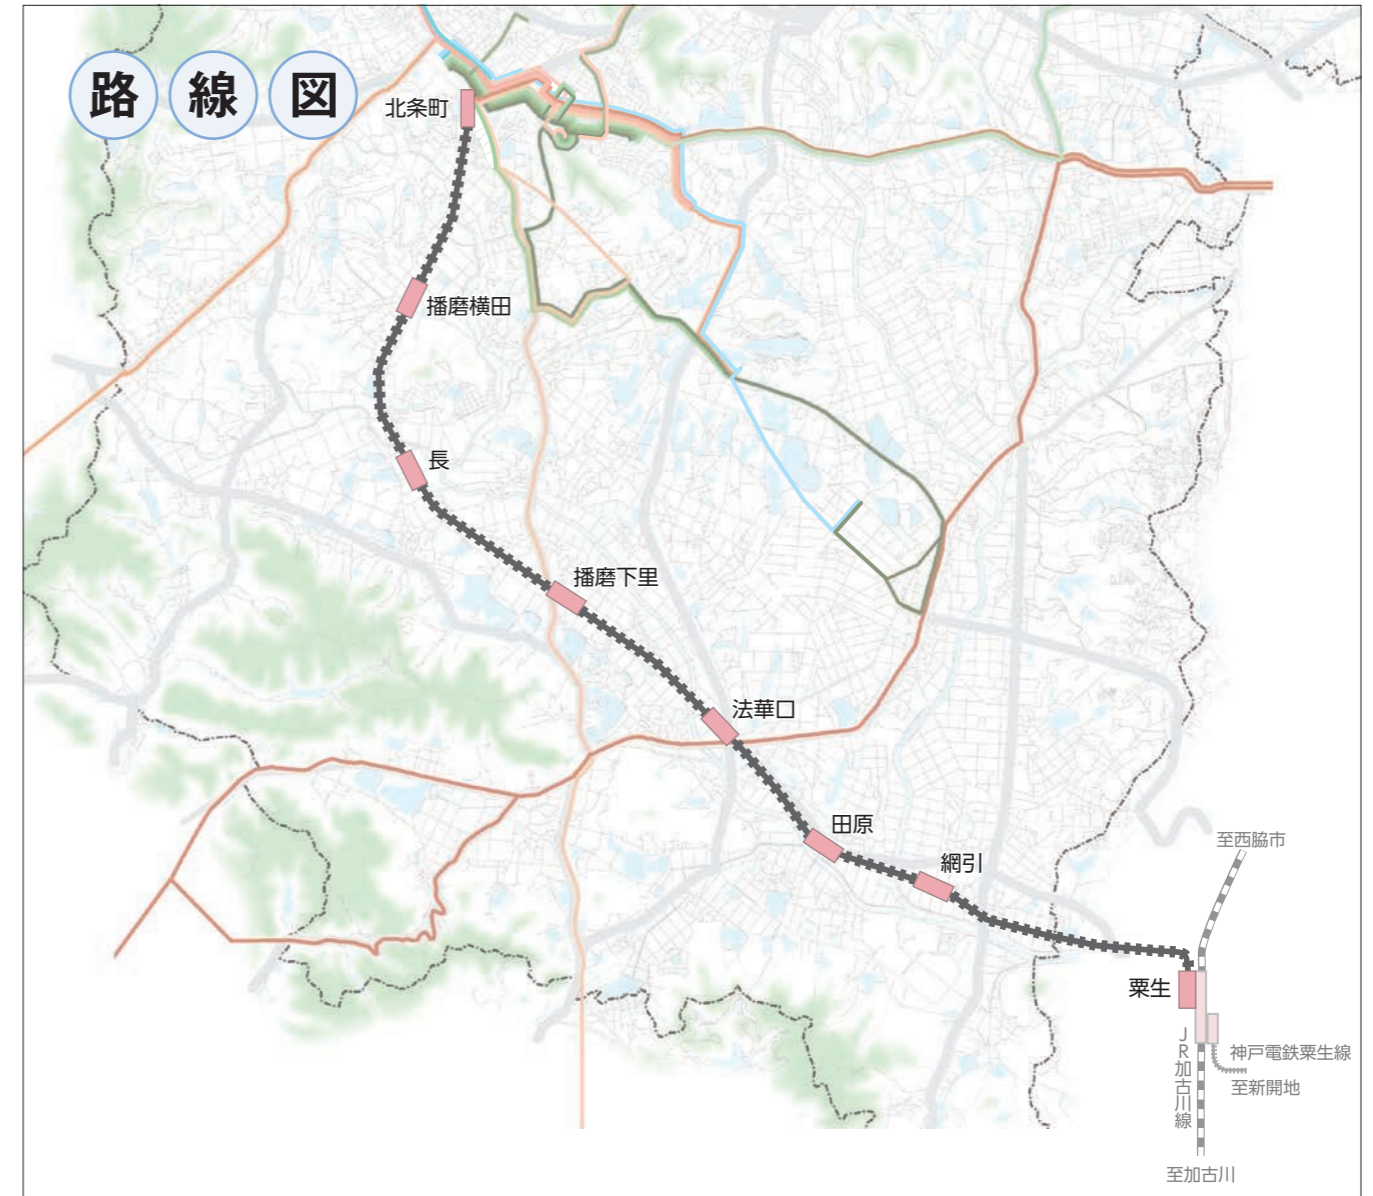 路線図
北条町
播磨横田
長
播磨下里
法華口
田原
網引
至西脇市
粟生
JR加古川線
神戸電鉄粟生線
至新開地
至加古川